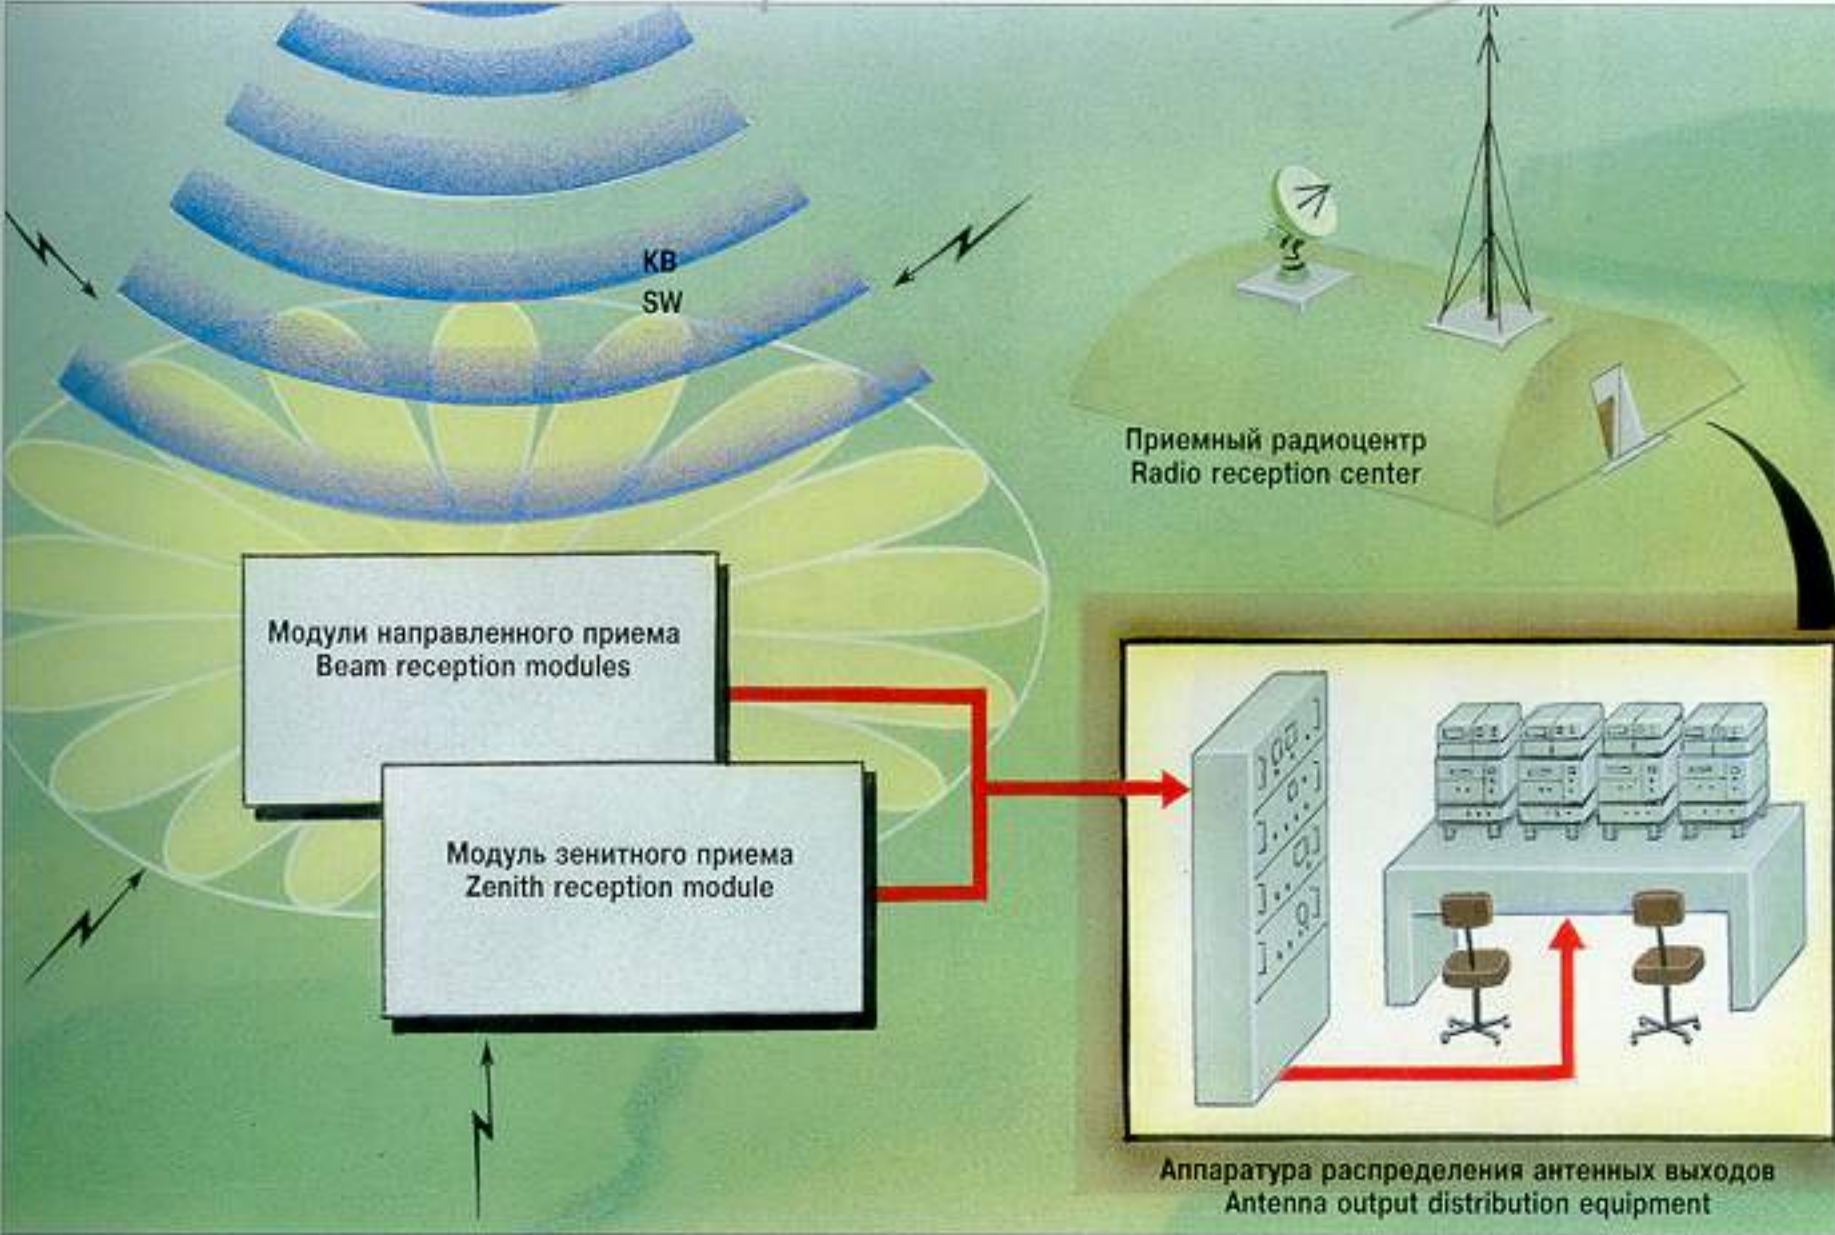 КВ
SW
Приемный радиоцентр
Radio reception center
Модули направленного приема
Beam reception modules
Модуль зенитного приема
Zenith reception module
Аппаратура распределения антенных выходов
Antenna output distribution equipment